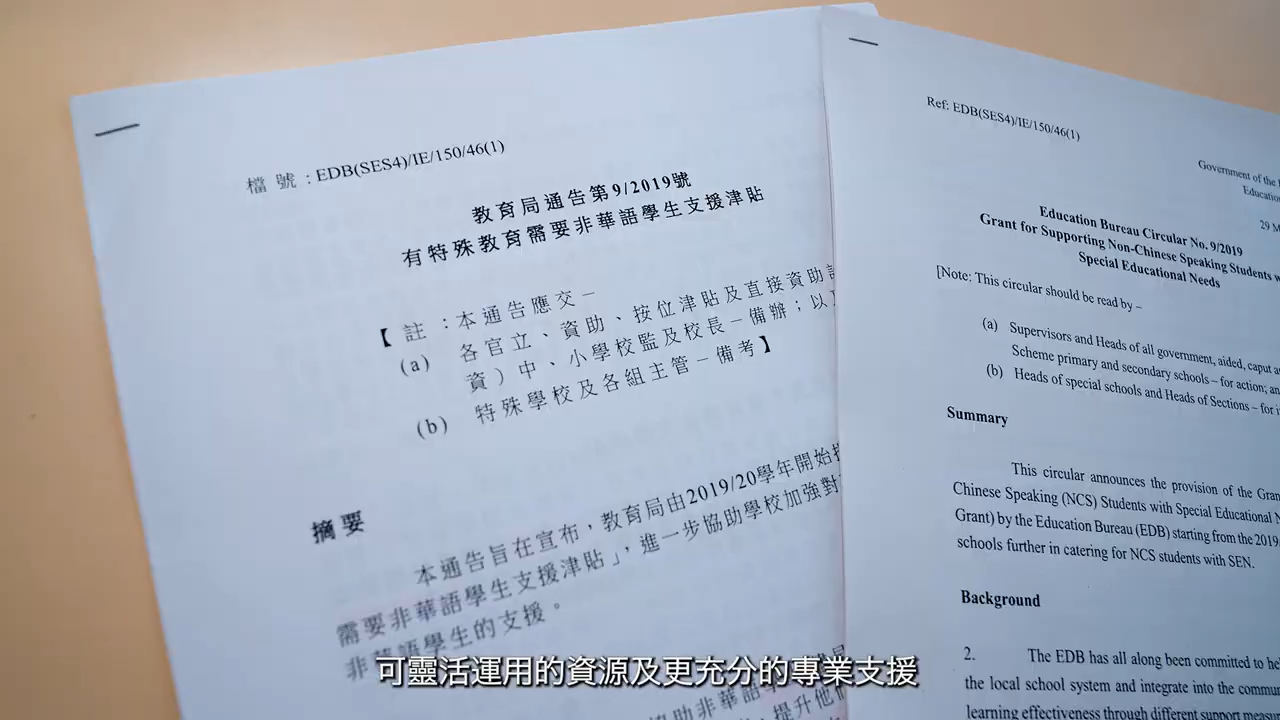 檔號：EDB(SES4)/IE/150/46(1)
教育局通告第9/2019號
有特殊教育需要非華語學生支援津貼
【註：本通告應交－
(a) 各官立、資助、按位津貼及直接資助
資）中、小學校監及校長－備辦；以
(b) 特殊學校及各組主管－備考】
摘要
本通告旨在宣布，教育局由2019/20學年開始
需要非華語學生支援津貼」，進一步協助學校加強對
非華語學生的支援。
協助非華語學
提升他
Ref: EDB(SES4)/IE/150/46(1)
Government of the
Education
29
Education Bureau Circular No. 9/2019
Grant for Supporting Non-Chinese Speaking Students
Special Educational Needs
[Note: This circular should be read by –
(a) Supervisors and Heads of all government, aided, caput
Scheme primary and secondary schools – for action;
(b) Heads of special schools and Heads of Sections – for
Summary
This circular announces the provision of the
Chinese Speaking (NCS) Students with Special Educational
Grant) by the Education Bureau (EDB) starting from the
schools further in catering for NCS students with SEN.
Background
2. The EDB has all along been committed to
the local school system and integrate into the
learning effectiveness through different support
可靈活運用的資源及更充分的專業支援